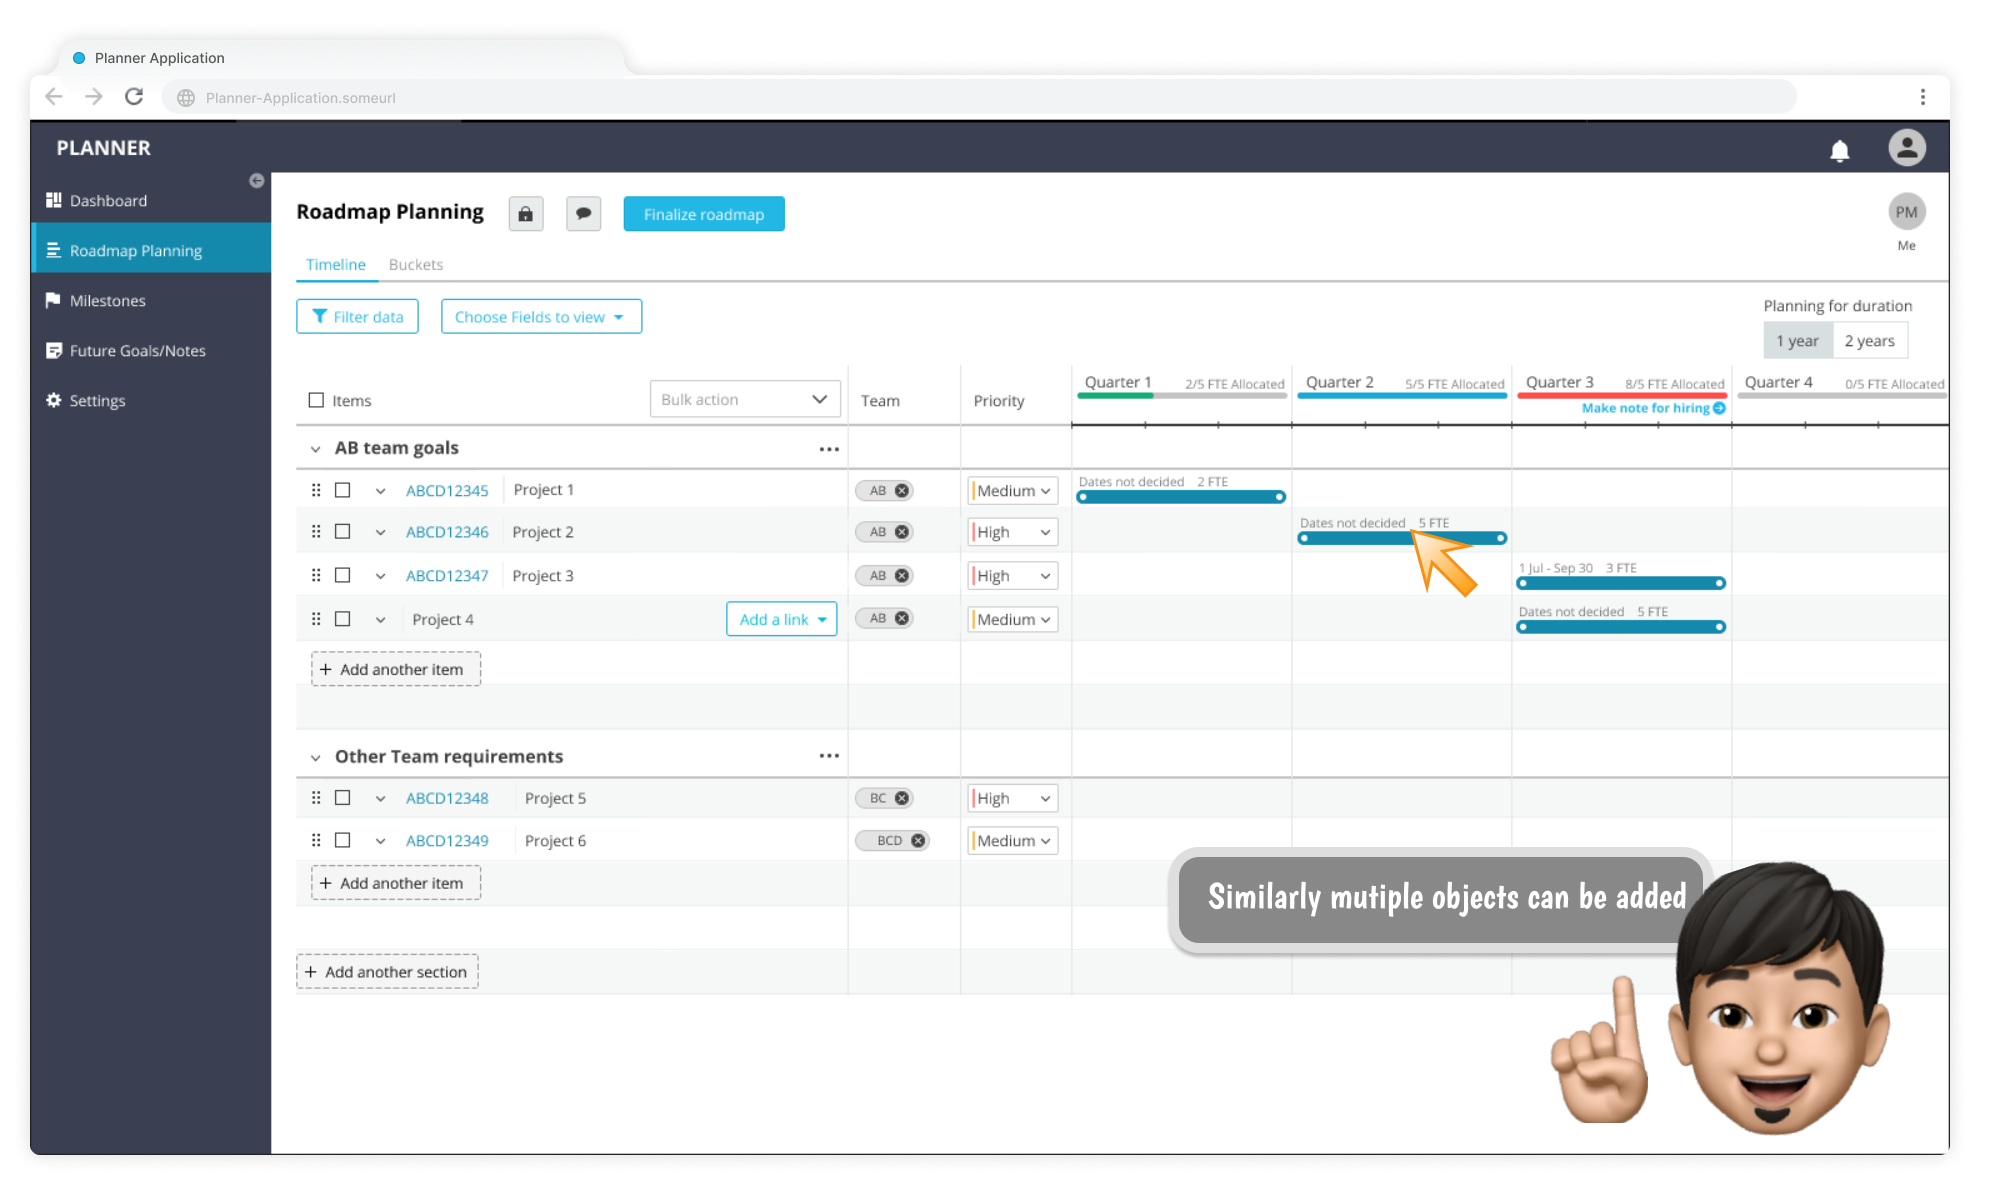 Planner Application
Planner-Application.someurl
PLANNER
Dashboard
Roadmap Planning
Milestones
Future Goals/Notes
Settings
Roadmap Planning
Finalize roadmap
PM
Me
Timeline Buckets
Filter data
Choose Fields to view
Planning for duration
1 year 2 years
Items
Bulk action
Team
Priority
Quarter 1 2/5 FTE Allocated
Quarter 2 5/5 FTE Allocated
Quarter 3 8/5 FTE Allocated
Make note for hiring
Quarter 4 0/5 FTE Allocated
AB team goals
ABCD12345 Project 1 AB Medium Dates not decided 2 FTE
ABCD12346 Project 2 AB High Dates not decided 5 FTE
ABCD12347 Project 3 AB High 1 Jul - Sep 30 3 FTE
Project 4 Add a link AB Medium Dates not decided 5 FTE
+ Add another item
Other Team requirements
ABCD12348 Project 5 BC High
ABCD12349 Project 6 BCD Medium
+ Add another item
Similarly mutiple objects can be added
+ Add another section